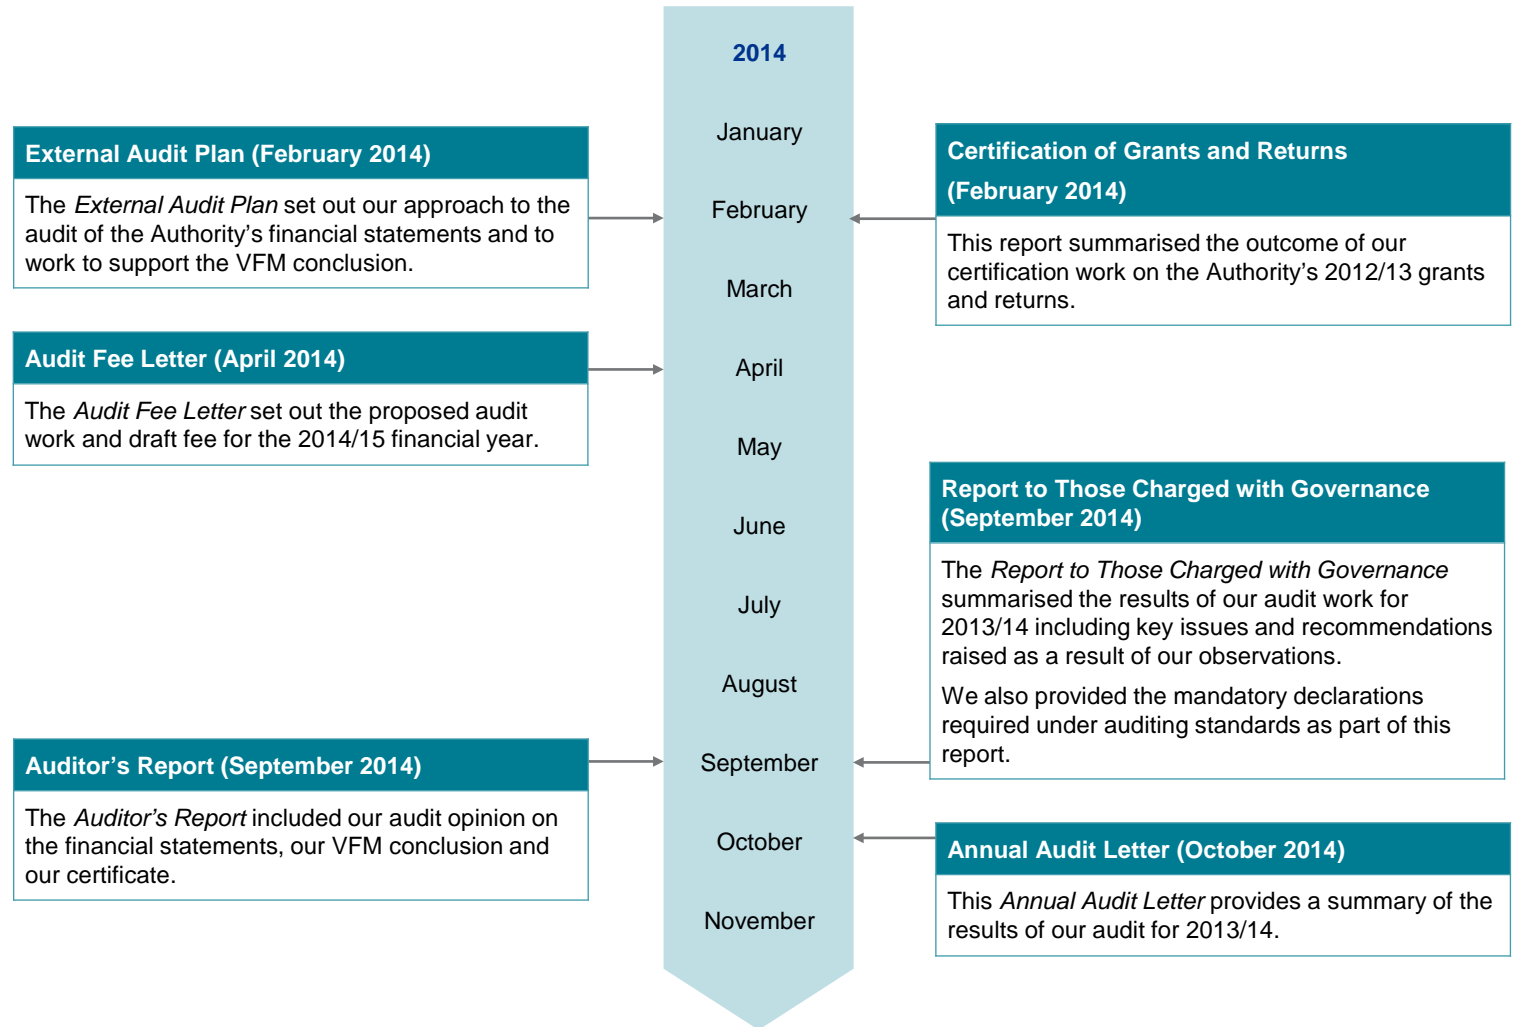 2014
January
February
March
April
May
June
July
August
September
October
November
External Audit Plan (February 2014)
The External Audit Plan set out our approach to the
audit of the Authority’s financial statements and to
work to support the VFM conclusion.
Audit Fee Letter (April 2014)
The Audit Fee Letter set out the proposed audit
work and draft fee for the 2014/15 financial year.
Auditor’s Report (September 2014)
The Auditor’s Report included our audit opinion on
the financial statements, our VFM conclusion and
our certificate.
Certification of Grants and Returns
(February 2014)
This report summarised the outcome of our
certification work on the Authority’s 2012/13 grants
and returns.
Report to Those Charged with Governance
(September 2014)
The Report to Those Charged with Governance
summarised the results of our audit work for
2013/14 including key issues and recommendations
raised as a result of our observations.
We also provided the mandatory declarations
required under auditing standards as part of this
report.
Annual Audit Letter (October 2014)
This Annual Audit Letter provides a summary of the
results of our audit for 2013/14.